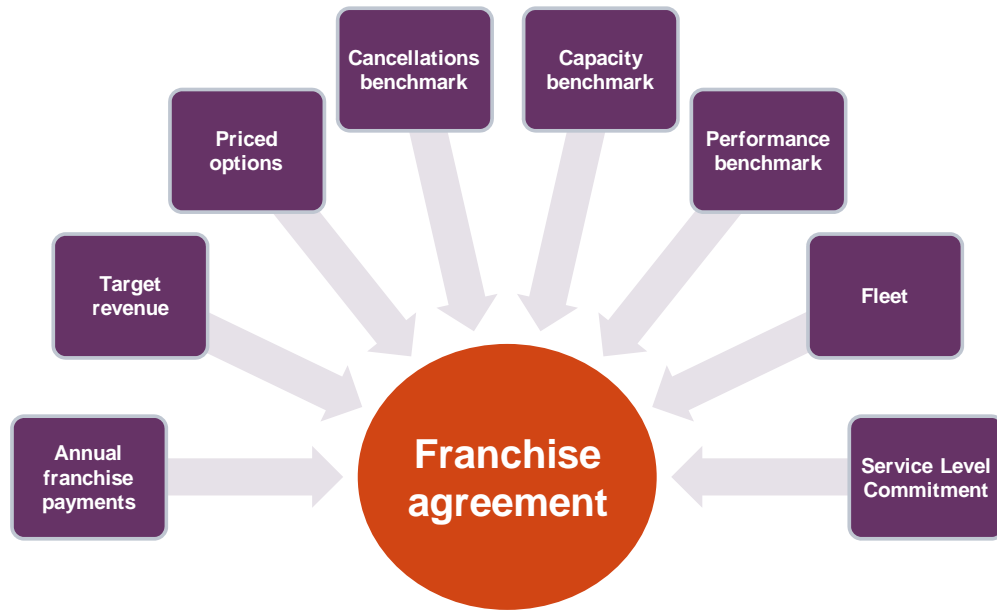 Cancellations
benchmark
Capacity
benchmark
Priced
options
Performance
benchmark
Target
revenue
Fleet
Annual
franchise
payments
Franchise
agreement
Service Level
Commitment